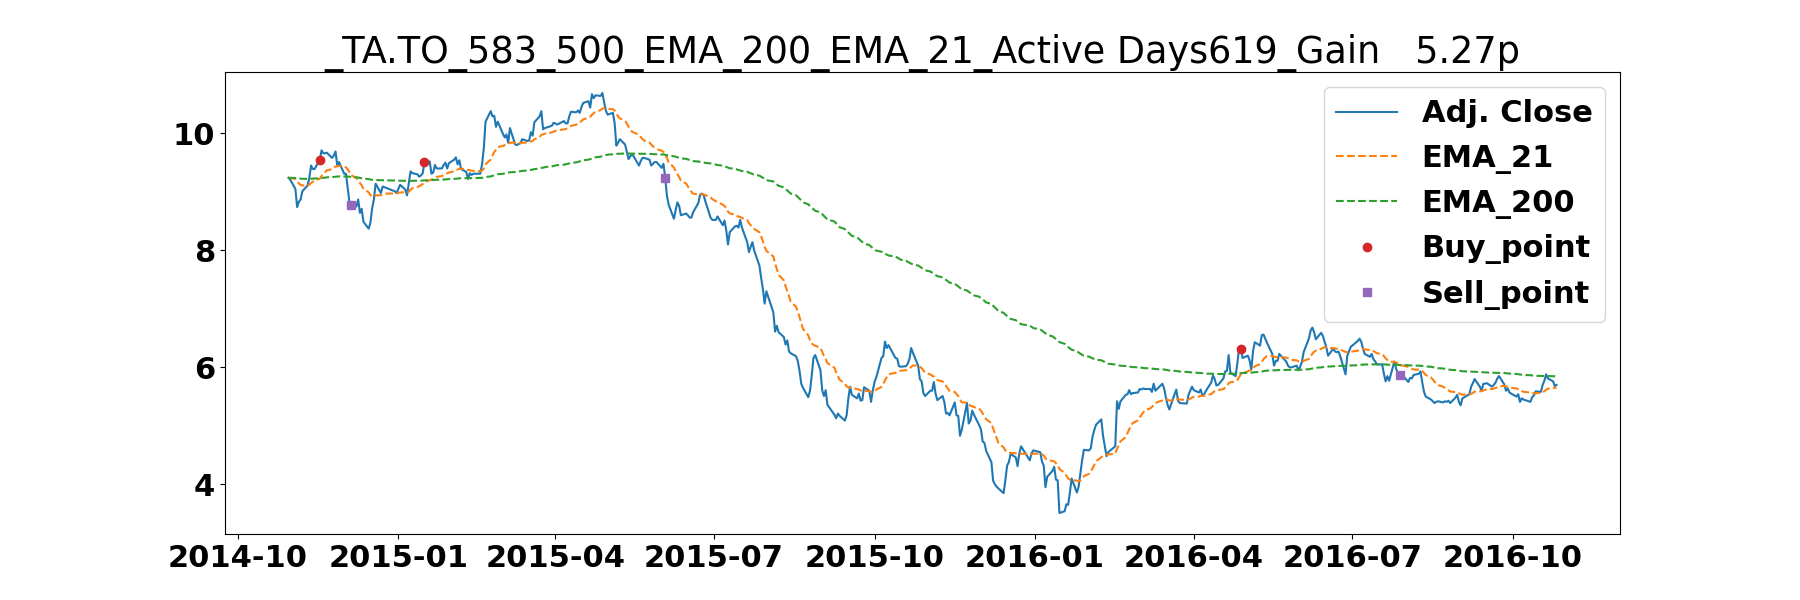 _TA.TO_583_500_EMA_200_EMA_21_Active Days619_Gain   5.27p
10
8
6
4
Adj. Close
EMA_21
EMA_200
Buy_point
Sell_point
2014-10 2015-01 2015-04 2015-07 2015-10 2016-01 2016-04 2016-07 2016-10